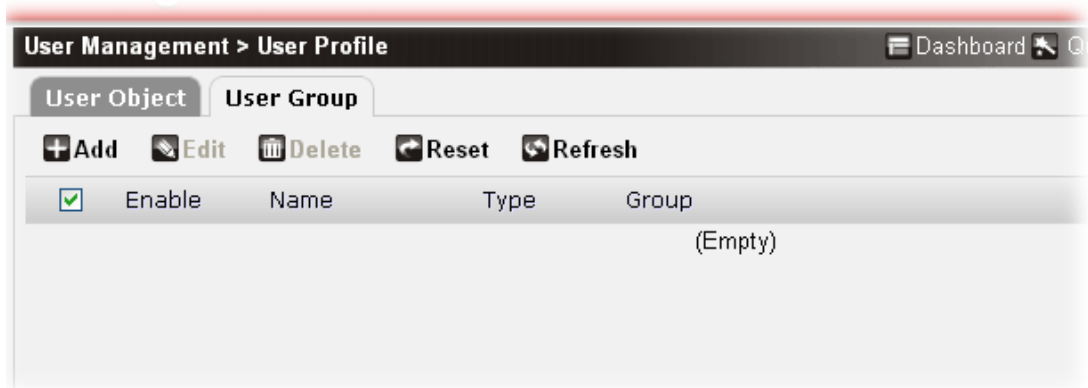 User Management > User Profile Dashboard
User Object User Group
Add Edit Delete Reset Refresh
Enable Name Type Group
(Empty)